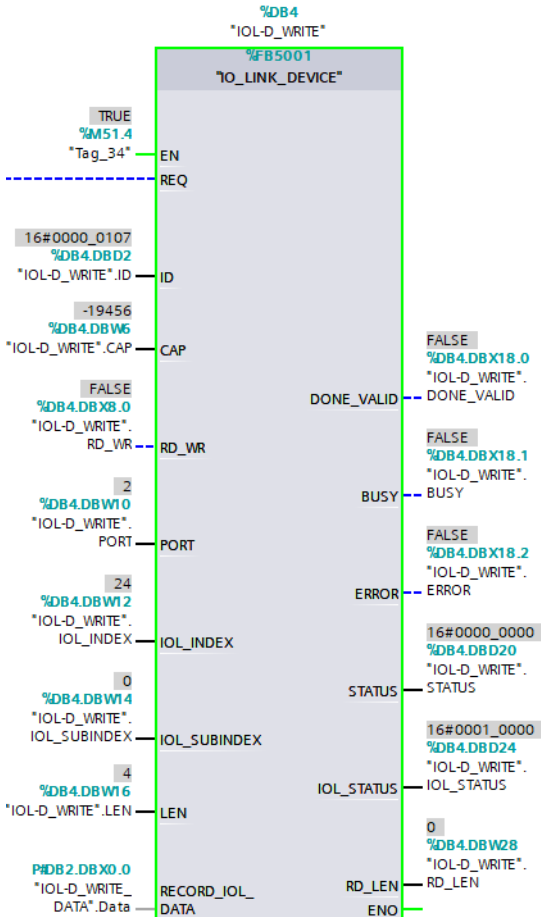 %DB4
"IOL-D_WRITE"
%FB5001
"IO_LINK_DEVICE"
TRUE
%M51.4
"Tag_34"
EN
REQ
16#0000_0107
%DB4.DBD2
"IOL-D_WRITE".ID
ID
-19456
%DB4.DBW6
"IOL-D_WRITE".CAP
CAP
FALSE
%DB4.DBX8.0
"IOL-D_WRITE".
RD_WR
RD_WR
2
%DB4.DBW10
"IOL-D_WRITE".
PORT
PORT
24
%DB4.DBW12
"IOL-D_WRITE".
IOL_INDEX
IOL_INDEX
0
%DB4.DBW14
"IOL-D_WRITE".
IOL_SUBINDEX
IOL_SUBINDEX
4
%DB4.DBW16
"IOL-D_WRITE".LEN
LEN
P#DB2.DBX0.0
"IOL-D_WRITE_
DATA".Data
RECORD_IOL_
DATA
FALSE
%DB4.DBX18.0
"IOL-D_WRITE".
DONE_VALID
DONE_VALID
FALSE
%DB4.DBX18.1
"IOL-D_WRITE".
BUSY
BUSY
FALSE
%DB4.DBX18.2
"IOL-D_WRITE".
ERROR
ERROR
16#0000_0000
%DB4.DBD20
"IOL-D_WRITE".
STATUS
STATUS
16#0001_0000
%DB4.DBD24
"IOL-D_WRITE".
IOL_STATUS
IOL_STATUS
0
%DB4.DBW28
"IOL-D_WRITE".
RD_LEN
RD_LEN
ENO